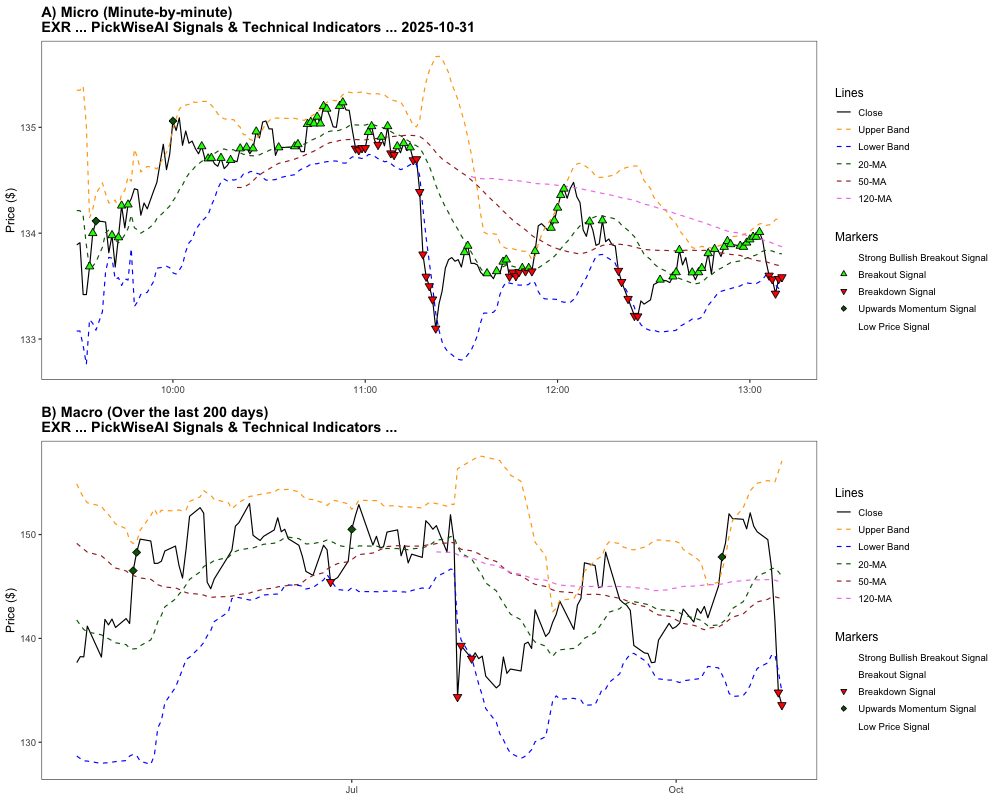 A) Micro (Minute-by-minute)
EXR ... PickWiseAI Signals & Technical Indicators ... 2025-10-31
Price ($)
135
134
133
10:00
11:00
12:00
13:00
Lines
Close
Upper Band
Lower Band
20-MA
50-MA
120-MA
Markers
Strong Bullish Breakout Signal
Breakout Signal
Breakdown Signal
Upwards Momentum Signal
Low Price Signal
B) Macro (Over the last 200 days)
EXR ... PickWiseAI Signals & Technical Indicators ...
Price ($)
150
140
130
Jul
Oct
Lines
Close
Upper Band
Lower Band
20-MA
50-MA
120-MA
Markers
Strong Bullish Breakout Signal
Breakout Signal
Breakdown Signal
Upwards Momentum Signal
Low Price Signal